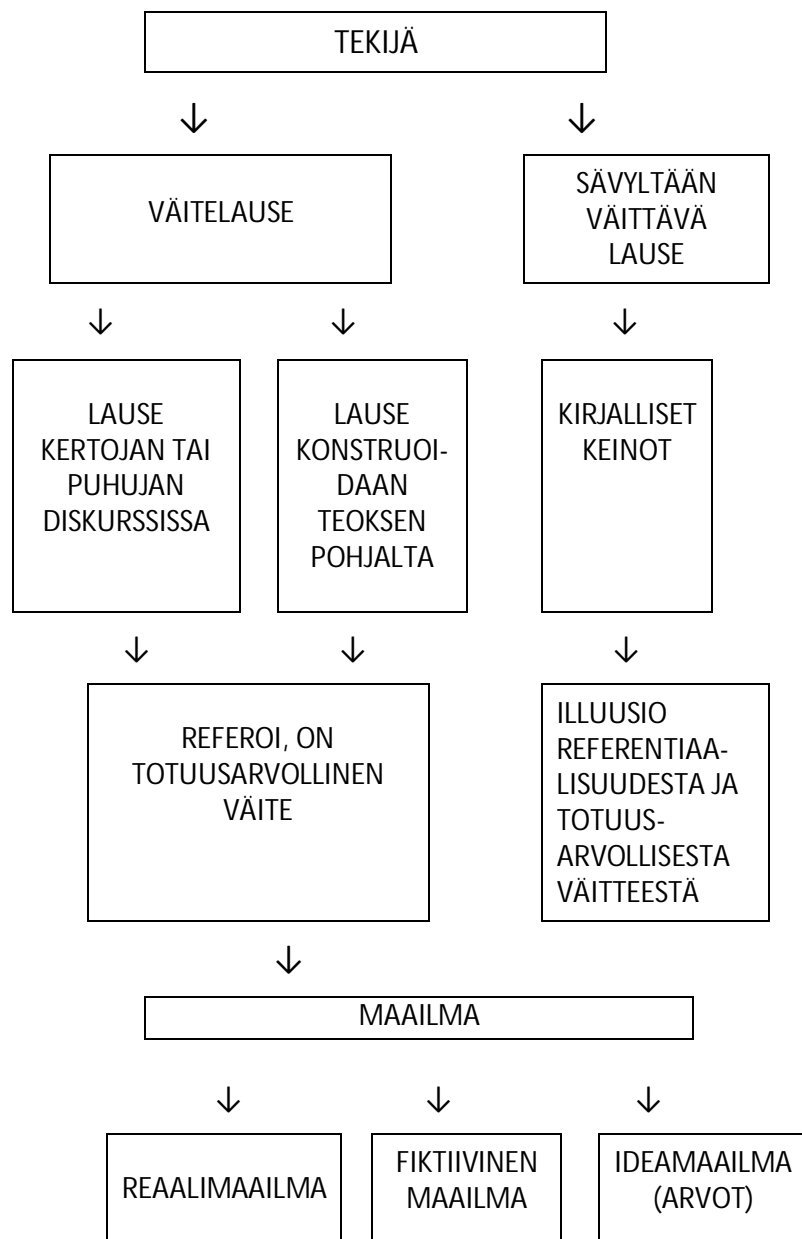 TEKIJÄ
VÄITELAUSE
SÄVYLTÄÄN
VÄITTÄVÄ
LAUSE
LAUSE
KERTOJAN TAI
PUHUJAN
DISKURSSISSA
LAUSE
KONSTRUOI-
DAAN
TEOKSEN
POHJALTA
KIRJALLISET
KEINOT
REFEROI, ON
TOTUUSARVOLLINEN
VÄITE
ILLUUSIO
REFERENTIAA-
LISUUDESTA JA
TOTUUS-
ARVOLLISESTA
VÄITTEESTÄ
MAAILMA
REAALIMAAILMA
FIKTIIVINEN
MAAILMA
IDEAMAAILMA
(ARVOT)